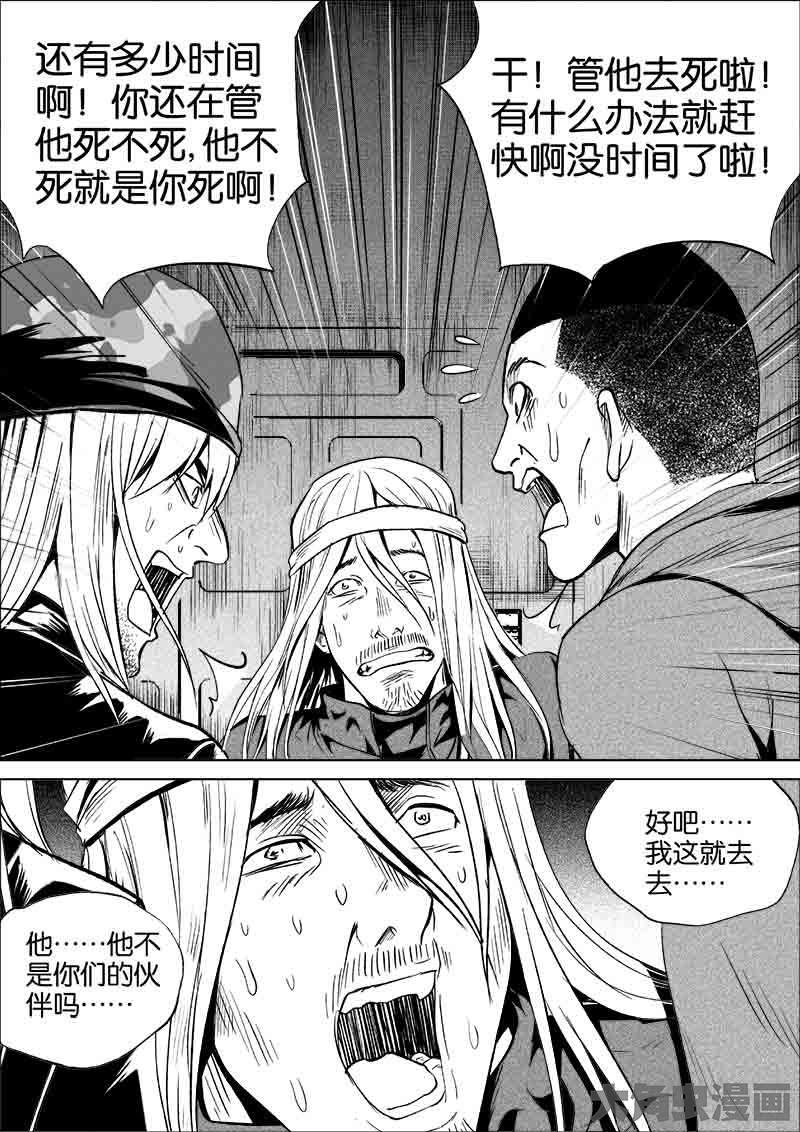 还有多少时间
啊！你还在管
他死不死,他不
死就是你死啊！
干！管他去死啦！
有什么办法就赶
快啊没时间了啦！
好吧……
我这就去
去……
他……他不
是你们的伙
伴吗……
大角虫漫画